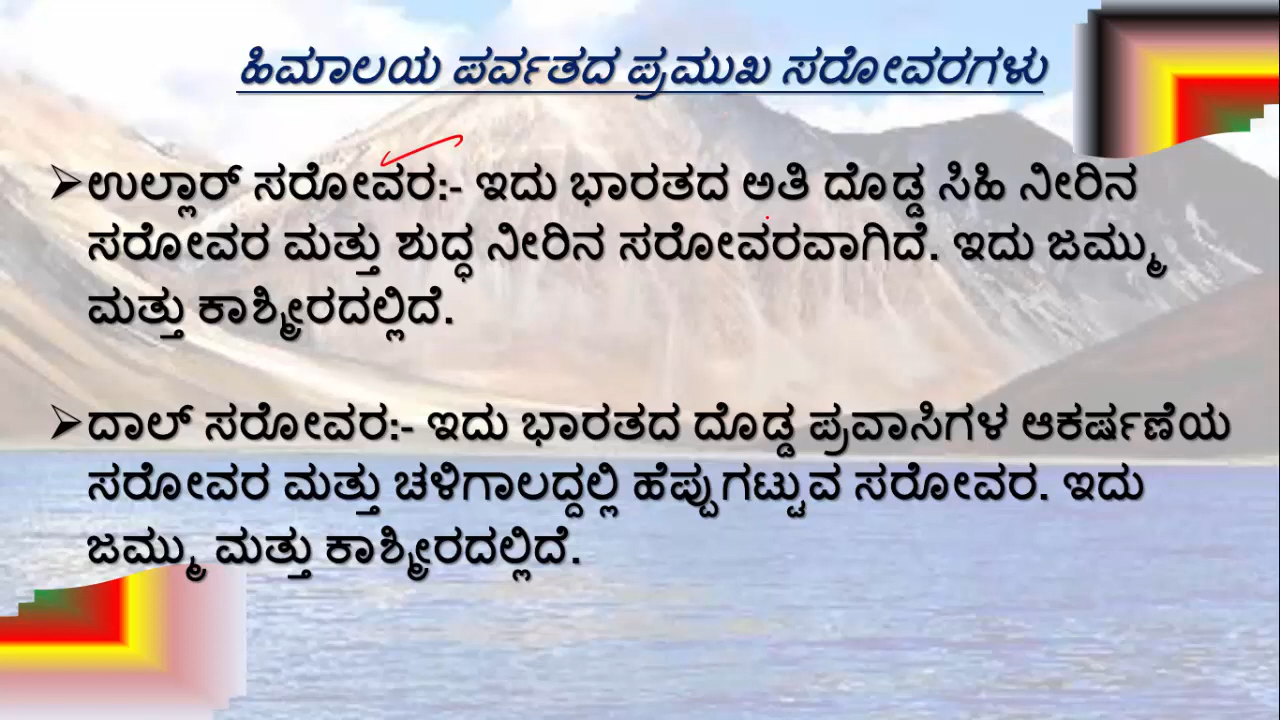 ಹಿಮಾಲಯ ಪರ್ವತದ ಪ್ರಮುಖ ಸರೋವರಗಳು
➢ಉಲ್ಲಾರ್ ಸರೋವರ:- ಇದು ಭಾರತದ ಅತಿ ದೊಡ್ಡ ಸಿಹಿ ನೀರಿನ
ಸರೋವರ ಮತ್ತು ಶುದ್ಧ ನೀರಿನ ಸರೋವರವಾಗಿದೆ. ಇದು ಜಮ್ಮು
ಮತ್ತು ಕಾಶ್ಮೀರದಲ್ಲಿದೆ.
➢ದಾಲ್ ಸರೋವರ:- ಇದು ಭಾರತದ ದೊಡ್ಡ ಪ್ರವಾಸಿಗಳ ಆಕರ್ಷಣೆಯ
ಸರೋವರ ಮತ್ತು ಚಳಿಗಾಲದ್ದಲ್ಲಿ ಹೆಪ್ಪುಗಟ್ಟುವ ಸರೋವರ. ಇದು
ಜಮ್ಮು ಮತ್ತು ಕಾಶ್ಮೀರದಲ್ಲಿದೆ.